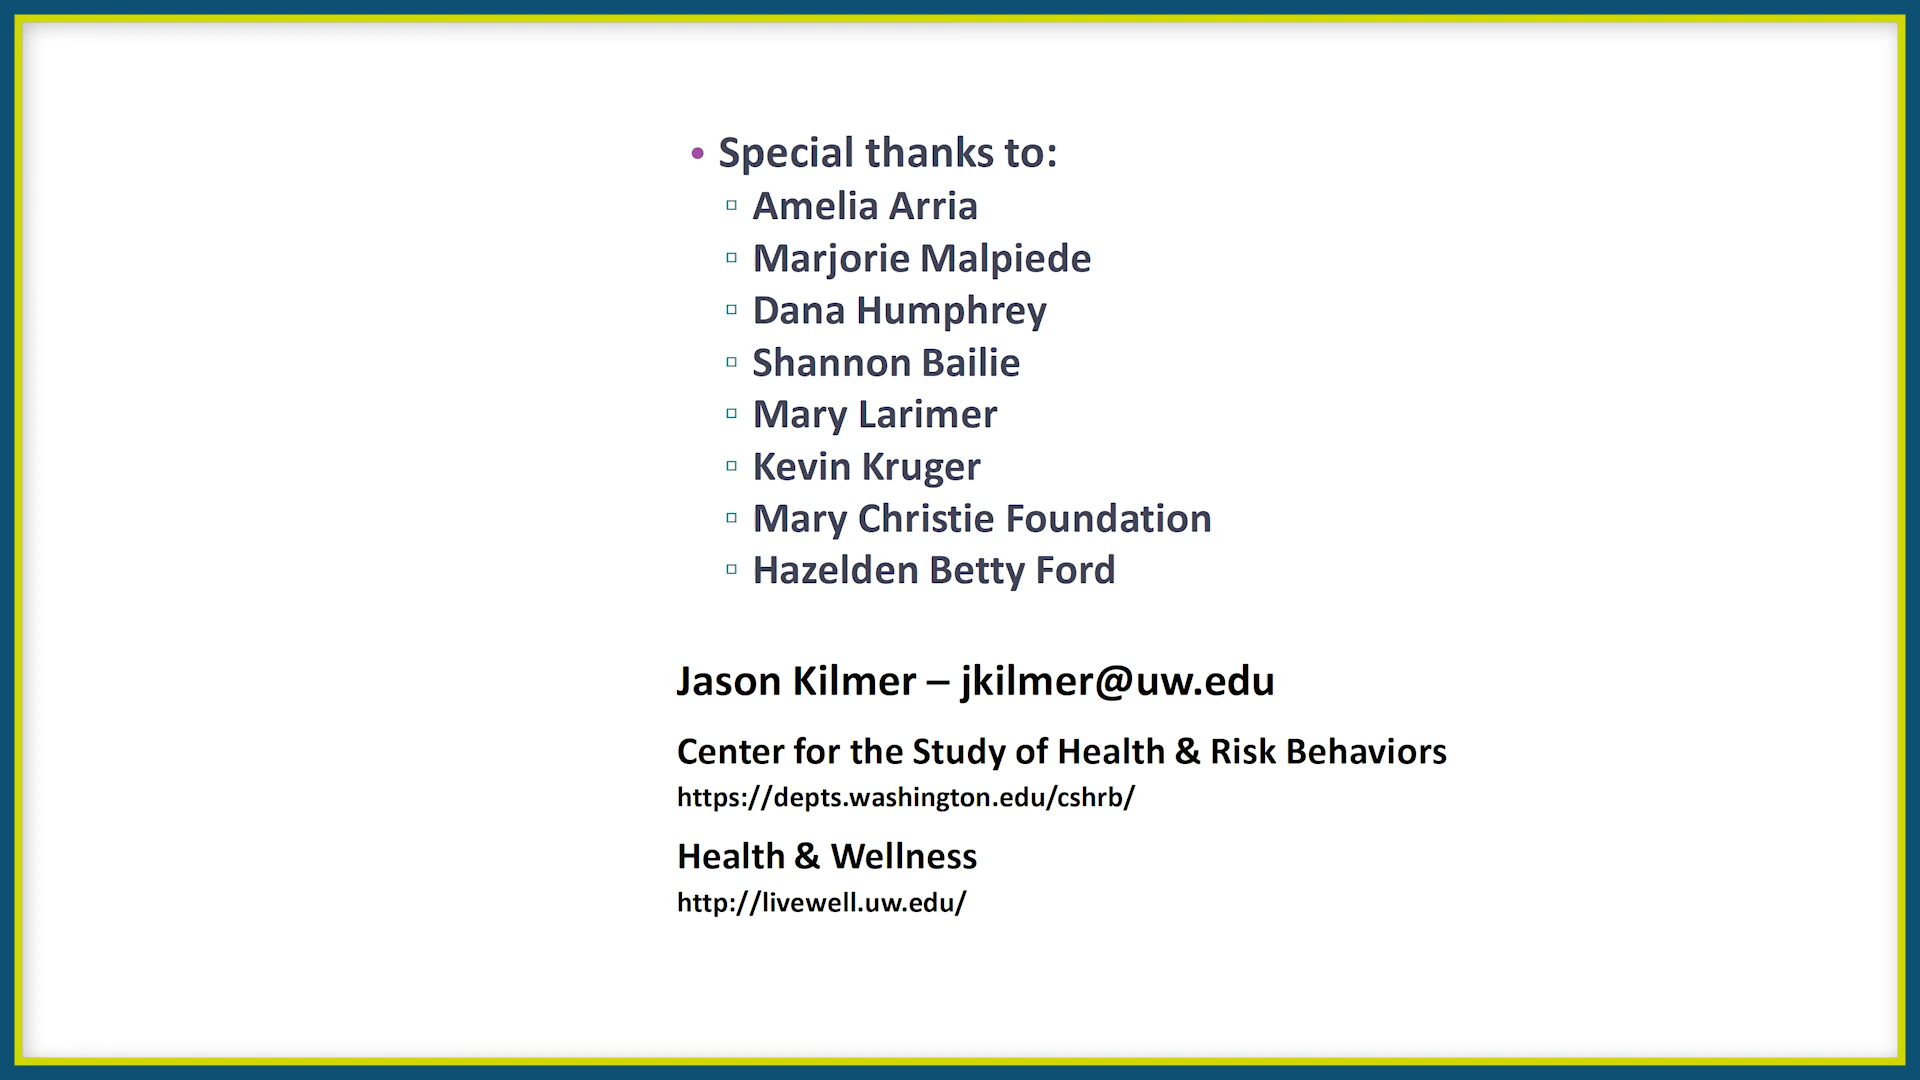 • Special thanks to:
▫ Amelia Arria
▫ Marjorie Malpiede
▫ Dana Humphrey
▫ Shannon Bailie
▫ Mary Larimer
▫ Kevin Kruger
▫ Mary Christie Foundation
▫ Hazelden Betty Ford
Jason Kilmer – jkilmer@uw.edu
Center for the Study of Health & Risk Behaviors
https://depts.washington.edu/cshrb/
Health & Wellness
http://livewell.uw.edu/